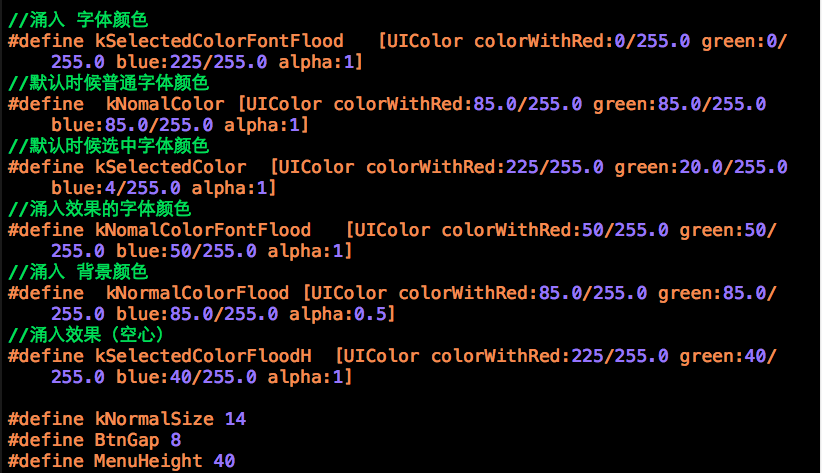 //涌入 字体颜色
#define kSelectedColorFontFlood   [UIColor colorWithRed:0/255.0 green:0/
255.0 blue:225/255.0 alpha:1]
//默认时候普通字体颜色
#define  kNomalColor [UIColor colorWithRed:85.0/255.0 green:85.0/255.0
blue:85.0/255.0 alpha:1]
//默认时候选中字体颜色
#define kSelectedColor  [UIColor colorWithRed:225/255.0 green:20.0/255.0
blue:4/255.0 alpha:1]
//涌入效果的字体颜色
#define kNomalColorFontFlood   [UIColor colorWithRed:50/255.0 green:50/
255.0 blue:50/255.0 alpha:1]
//涌入 背景颜色
#define  kNormalColorFlood [UIColor colorWithRed:85.0/255.0 green:85.0/
255.0 blue:85.0/255.0 alpha:0.5]
//涌入效果（空心）
#define kSelectedColorFloodH  [UIColor colorWithRed:225/255.0 green:40/
255.0 blue:40/255.0 alpha:1]
#define kNormalSize 14
#define BtnGap 8
#define MenuHeight 40